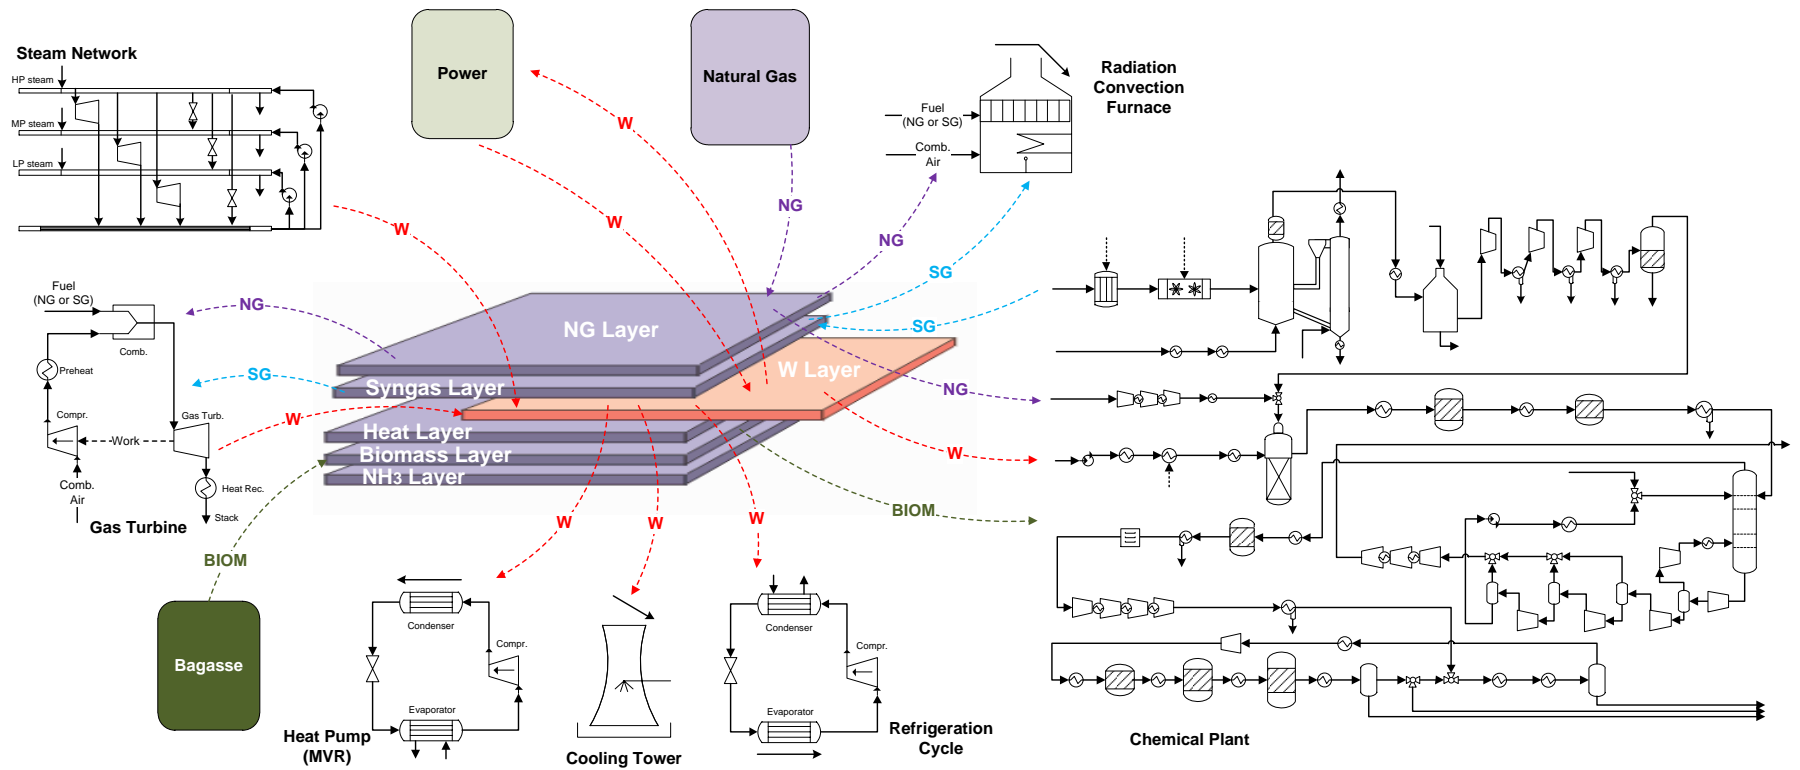 Steam Network
HP steam
MP steam
LP steam
Power
Natural Gas
Radiation
Convection
Furnace
Fuel
(NG or SG)
Comb.
Air
W
W
W
NG
NG
SG
SG
NG
W
NG
SG
W
BIOM
BIOM
W
W
W
NG Layer
Syngas Layer
W Layer
Heat Layer
Biomass Layer
NH3 Layer
Fuel
(NG or SG)
Comb.
Preheat
Compr.
Gas Turb.
Work
Comb.
Air
Heat Rec.
Stack
Gas Turbine
Bagasse
Condenser
Compr.
Evaporator
Heat Pump
(MVR)
Cooling Tower
Condenser
Compr.
Evaporator
Refrigeration
Cycle
Chemical Plant